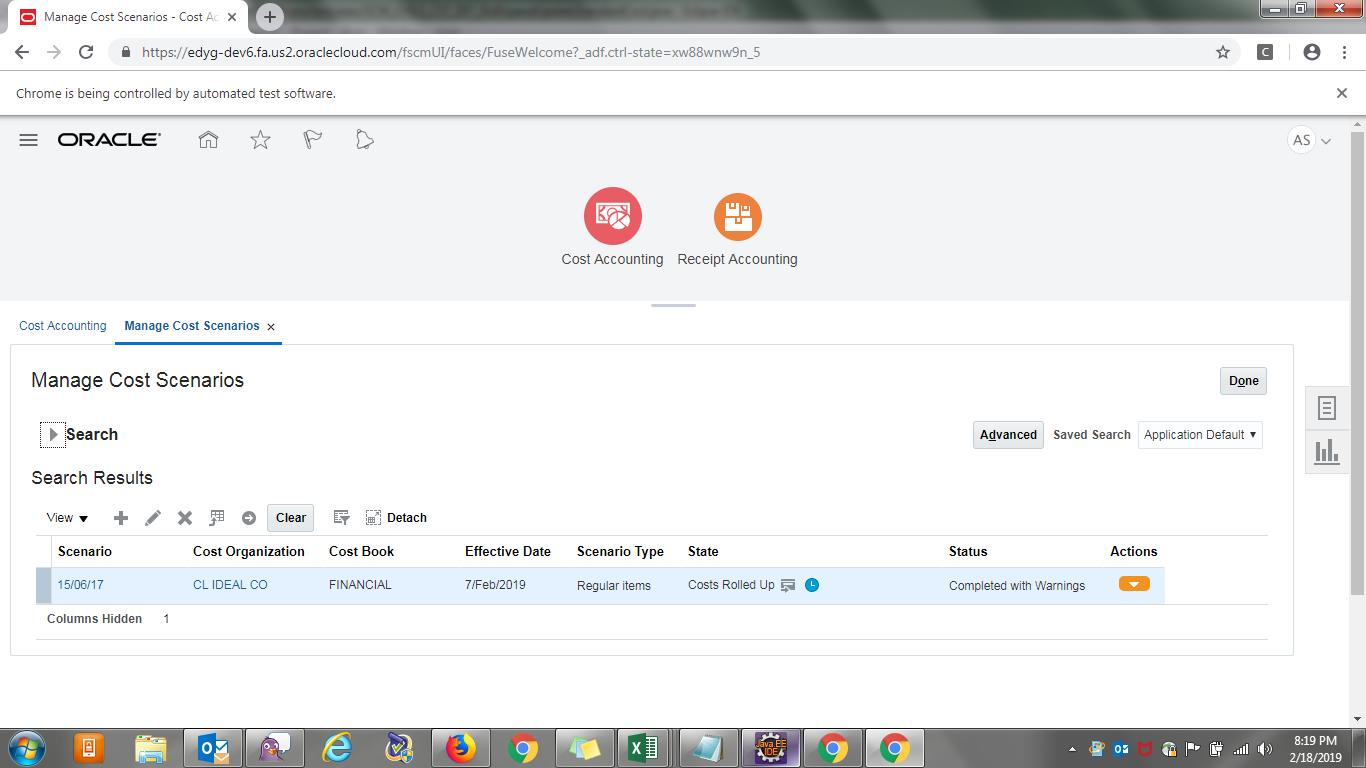 Manage Cost Scenarios - Cost Ac
https://edyg-dev6.fa.us2.oraclecloud.com/fscmUI/faces/FuseWelcome?_adf.ctrl-state=xw88wnw9n_5
C
Chrome is being controlled by automated test software.
ORACLE
AS
Cost Accounting Receipt Accounting
Cost Accounting Manage Cost Scenarios
Manage Cost Scenarios Done
Search Advanced Saved Search Application Default
Search Results
View Clear Detach
Scenario Cost Organization Cost Book Effective Date Scenario Type State Status Actions
15/06/17 CL IDEAL CO FINANCIAL 7/Feb/2019 Regular items Costs Rolled Up Completed with Warnings
Columns Hidden 1
Java EE
IDE
8:19 PM
2/18/2019